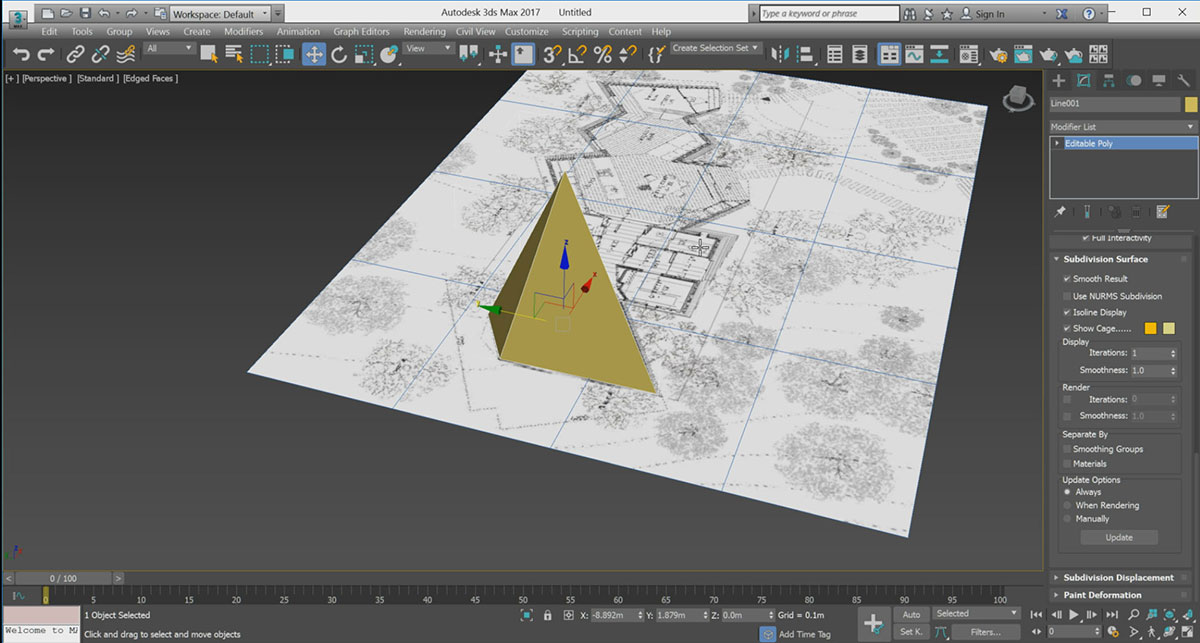 Workspace: Default
Autodesk 3ds Max 2017 Untitled
Type a keyword or phrase
Sign In
Edit Tools Group Views Create Modifiers Animation Graph Editors Rendering Civil View Customize Scripting Content Help
All
View
Create Selection Set
[+] [Perspective] [Standard] [Edged Faces]
Line001
Modifier List
Editable Poly
Full Interactivity
Subdivision Surface
Smooth Result
Use NURMS Subdivision
Isoline Display
Show Cage......
Display
Iterations: 1
Smoothness: 1.0
Render
Iterations: 0
Smoothness: 1.0
Separate By
Smoothing Groups
Materials
Update Options
Always
When Rendering
Manually
Update
Subdivision Displacement
Paint Deformation
< 0 / 100 >
0 5 10 15 20 25 30 35 40 45 50 55 60 65 70 75 80 85 90 95 100
1 Object Selected
X: -8.892m Y: 1.879m Z: 0.0m Grid = 0.1m
Auto Selected
Welcome to MA
Click and drag to select and move objects
Add Time Tag
Set K. Filters...
0